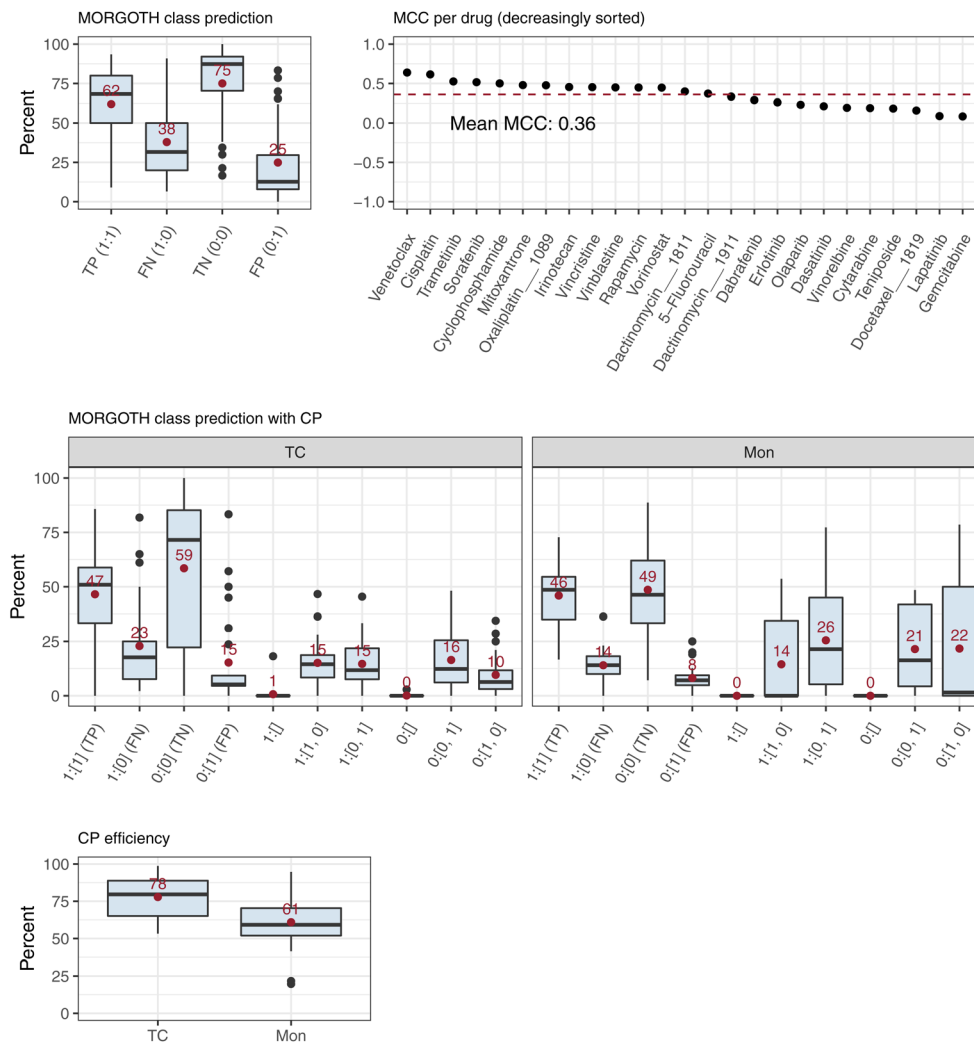 MORGOTH class prediction
Percent
100
75
50
25
0
62
38
75
25
TP (1:1)
FN (1:0)
TN (0:0)
FP (0:1)
MCC per drug (decreasingly sorted)
1.0
0.5
0.0
−0.5
−1.0
Mean MCC: 0.36
Venetoclax
Cisplatin
Trametinib
Sorafenib
Cyclophosphamide
Mitoxantrone
Oxaliplatin___1089
Irinotecan
Vincristine
Vinblastine
Rapamycin
Vorinostat
Dactinomycin___1811
5−Fluorouracil
Dactinomycin___1911
Dabrafenib
Erlotinib
Olaparib
Dasatinib
Vinorelbine
Cytarabine
Teniposide
Docetaxel___1819
Lapatinib
Gemcitabine
MORGOTH class prediction with CP
TC
Mon
Percent
100
75
50
25
0
47
23
59
15
1
15
15
0
16
10
46
14
49
8
0
14
26
0
21
22
1:[1] (TP)
1:[0] (FN)
0:[0] (TN)
0:[1] (FP)
1:[]
1:[1, 0]
1:[0, 1]
0:[]
0:[0, 1]
0:[1, 0]
1:[1] (TP)
1:[0] (FN)
0:[0] (TN)
0:[1] (FP)
1:[]
1:[1, 0]
1:[0, 1]
0:[]
0:[0, 1]
0:[1, 0]
CP efficiency
Percent
100
75
50
25
0
78
61
TC
Mon